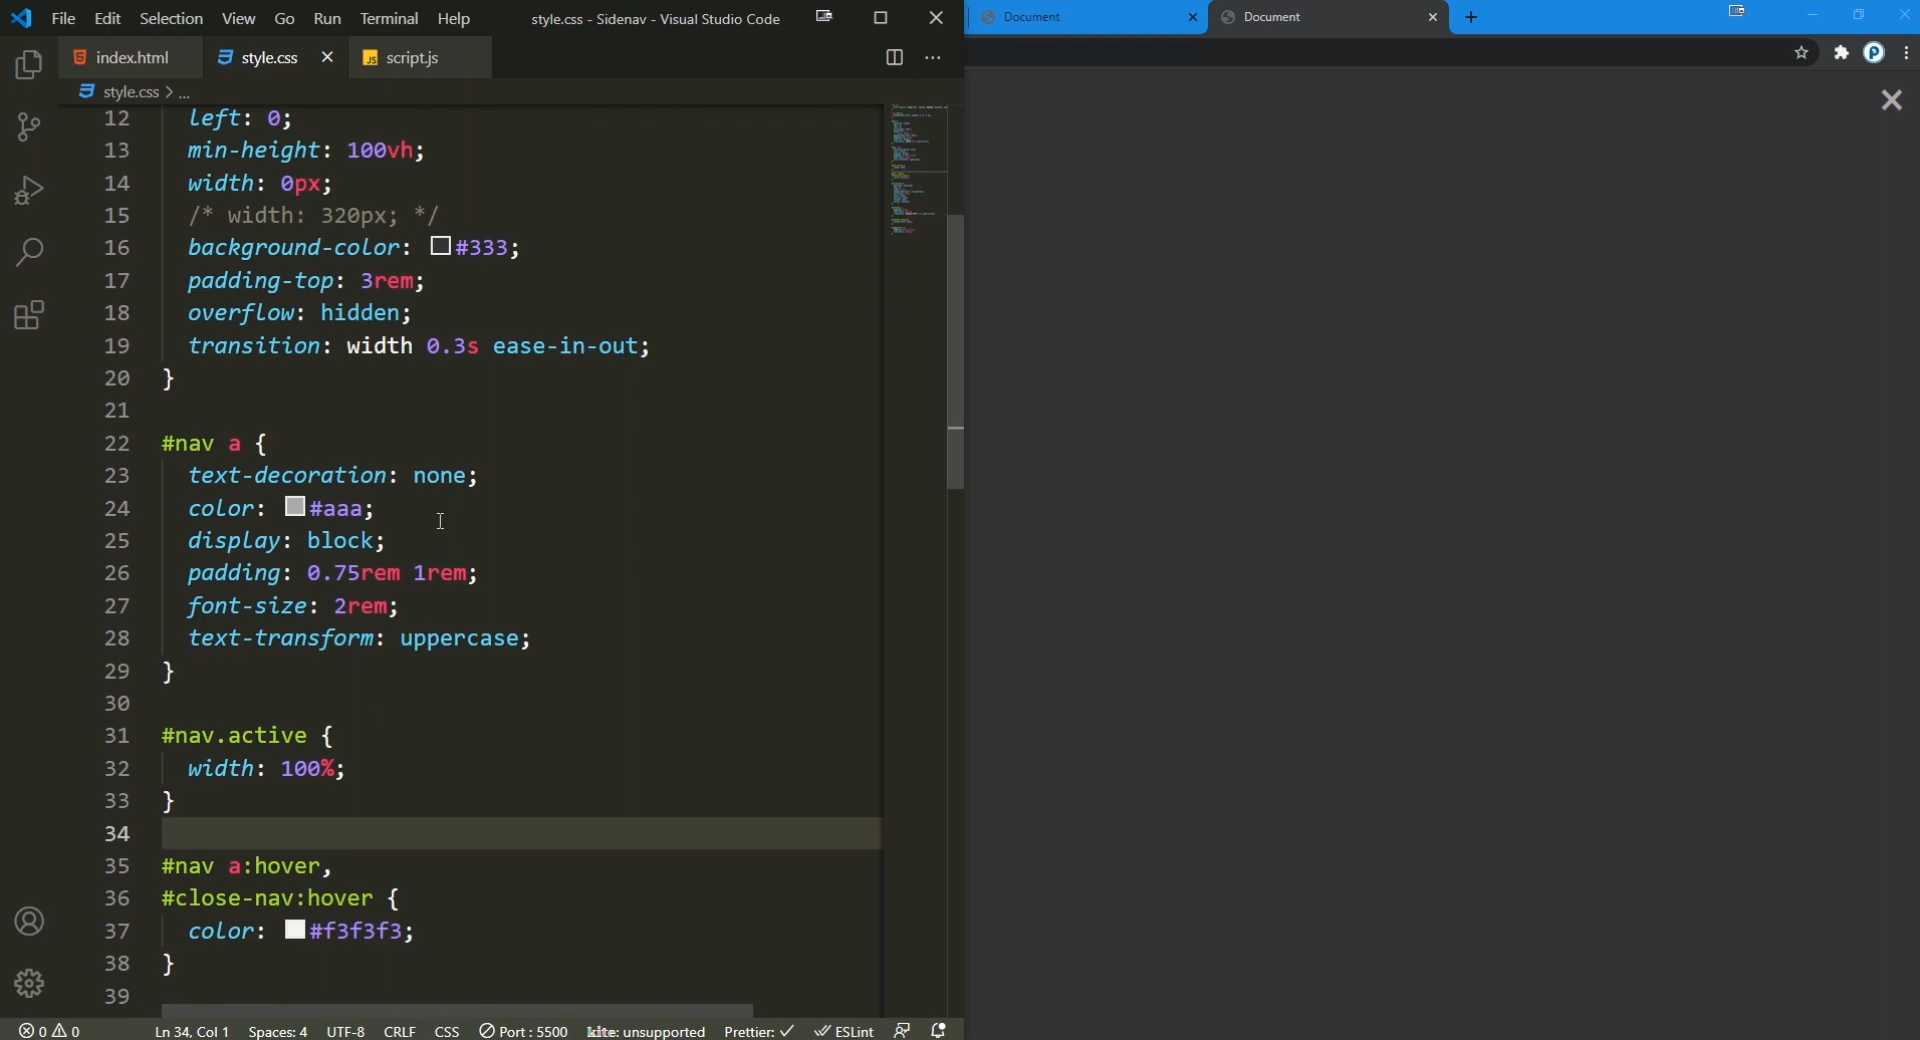 File Edit Selection View Go Run Terminal Help style.css - Sidenav - Visual Studio Code
Document Document
index.html style.css script.js
style.css > ...
12 left: 0;
13 min-height: 100vh;
14 width: 0px;
15 /* width: 320px; */
16 background-color: #333;
17 padding-top: 3rem;
18 overflow: hidden;
19 transition: width 0.3s ease-in-out;
20 }
21
22 #nav a {
23 text-decoration: none;
24 color: #aaa;
25 display: block;
26 padding: 0.75rem 1rem;
27 font-size: 2rem;
28 text-transform: uppercase;
29 }
30
31 #nav.active {
32 width: 100%;
33 }
34
35 #nav a:hover,
36 #close-nav:hover {
37 color: #f3f3f3;
38 }
39
0 0 Ln 34, Col 1 Spaces: 4 UTF-8 CRLF CSS Port : 5500 kite: unsupported Prettier: ✓ ESLint